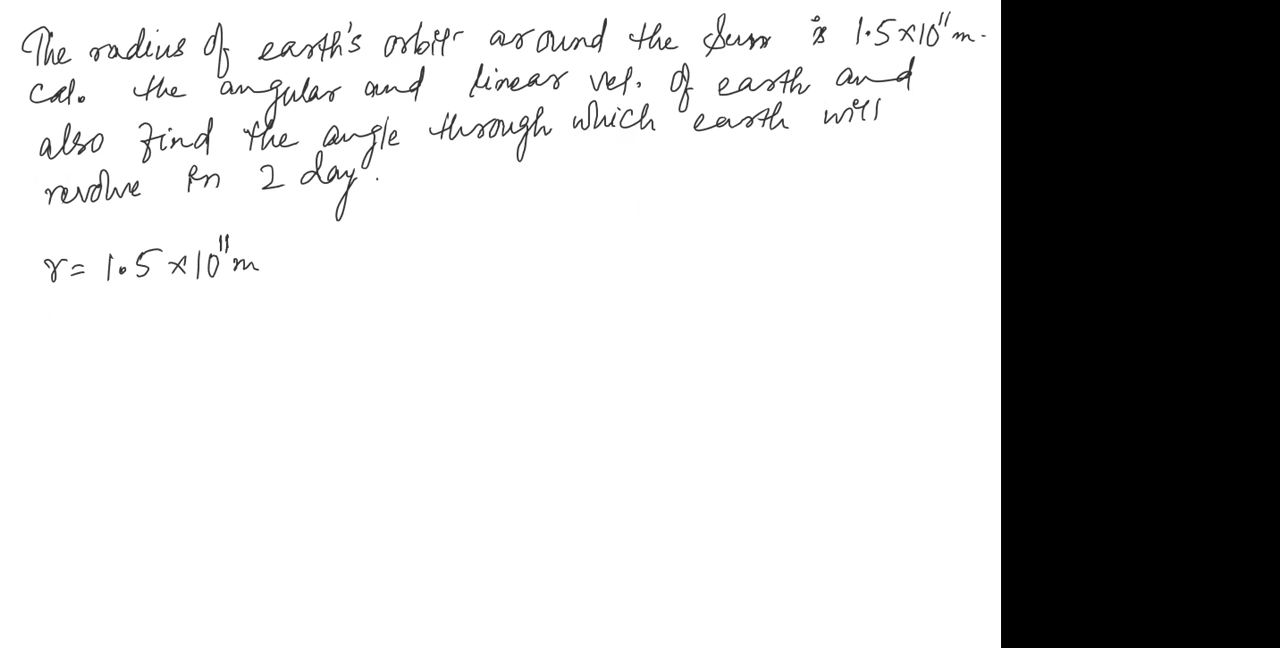 The radius of earth's orbit around the Sun is 1.5×10¹¹m.
cal. the angular and linear vel. of earth and
also find the angle through which earth will
revolve in 2 day.
r= 1.5×10¹¹m